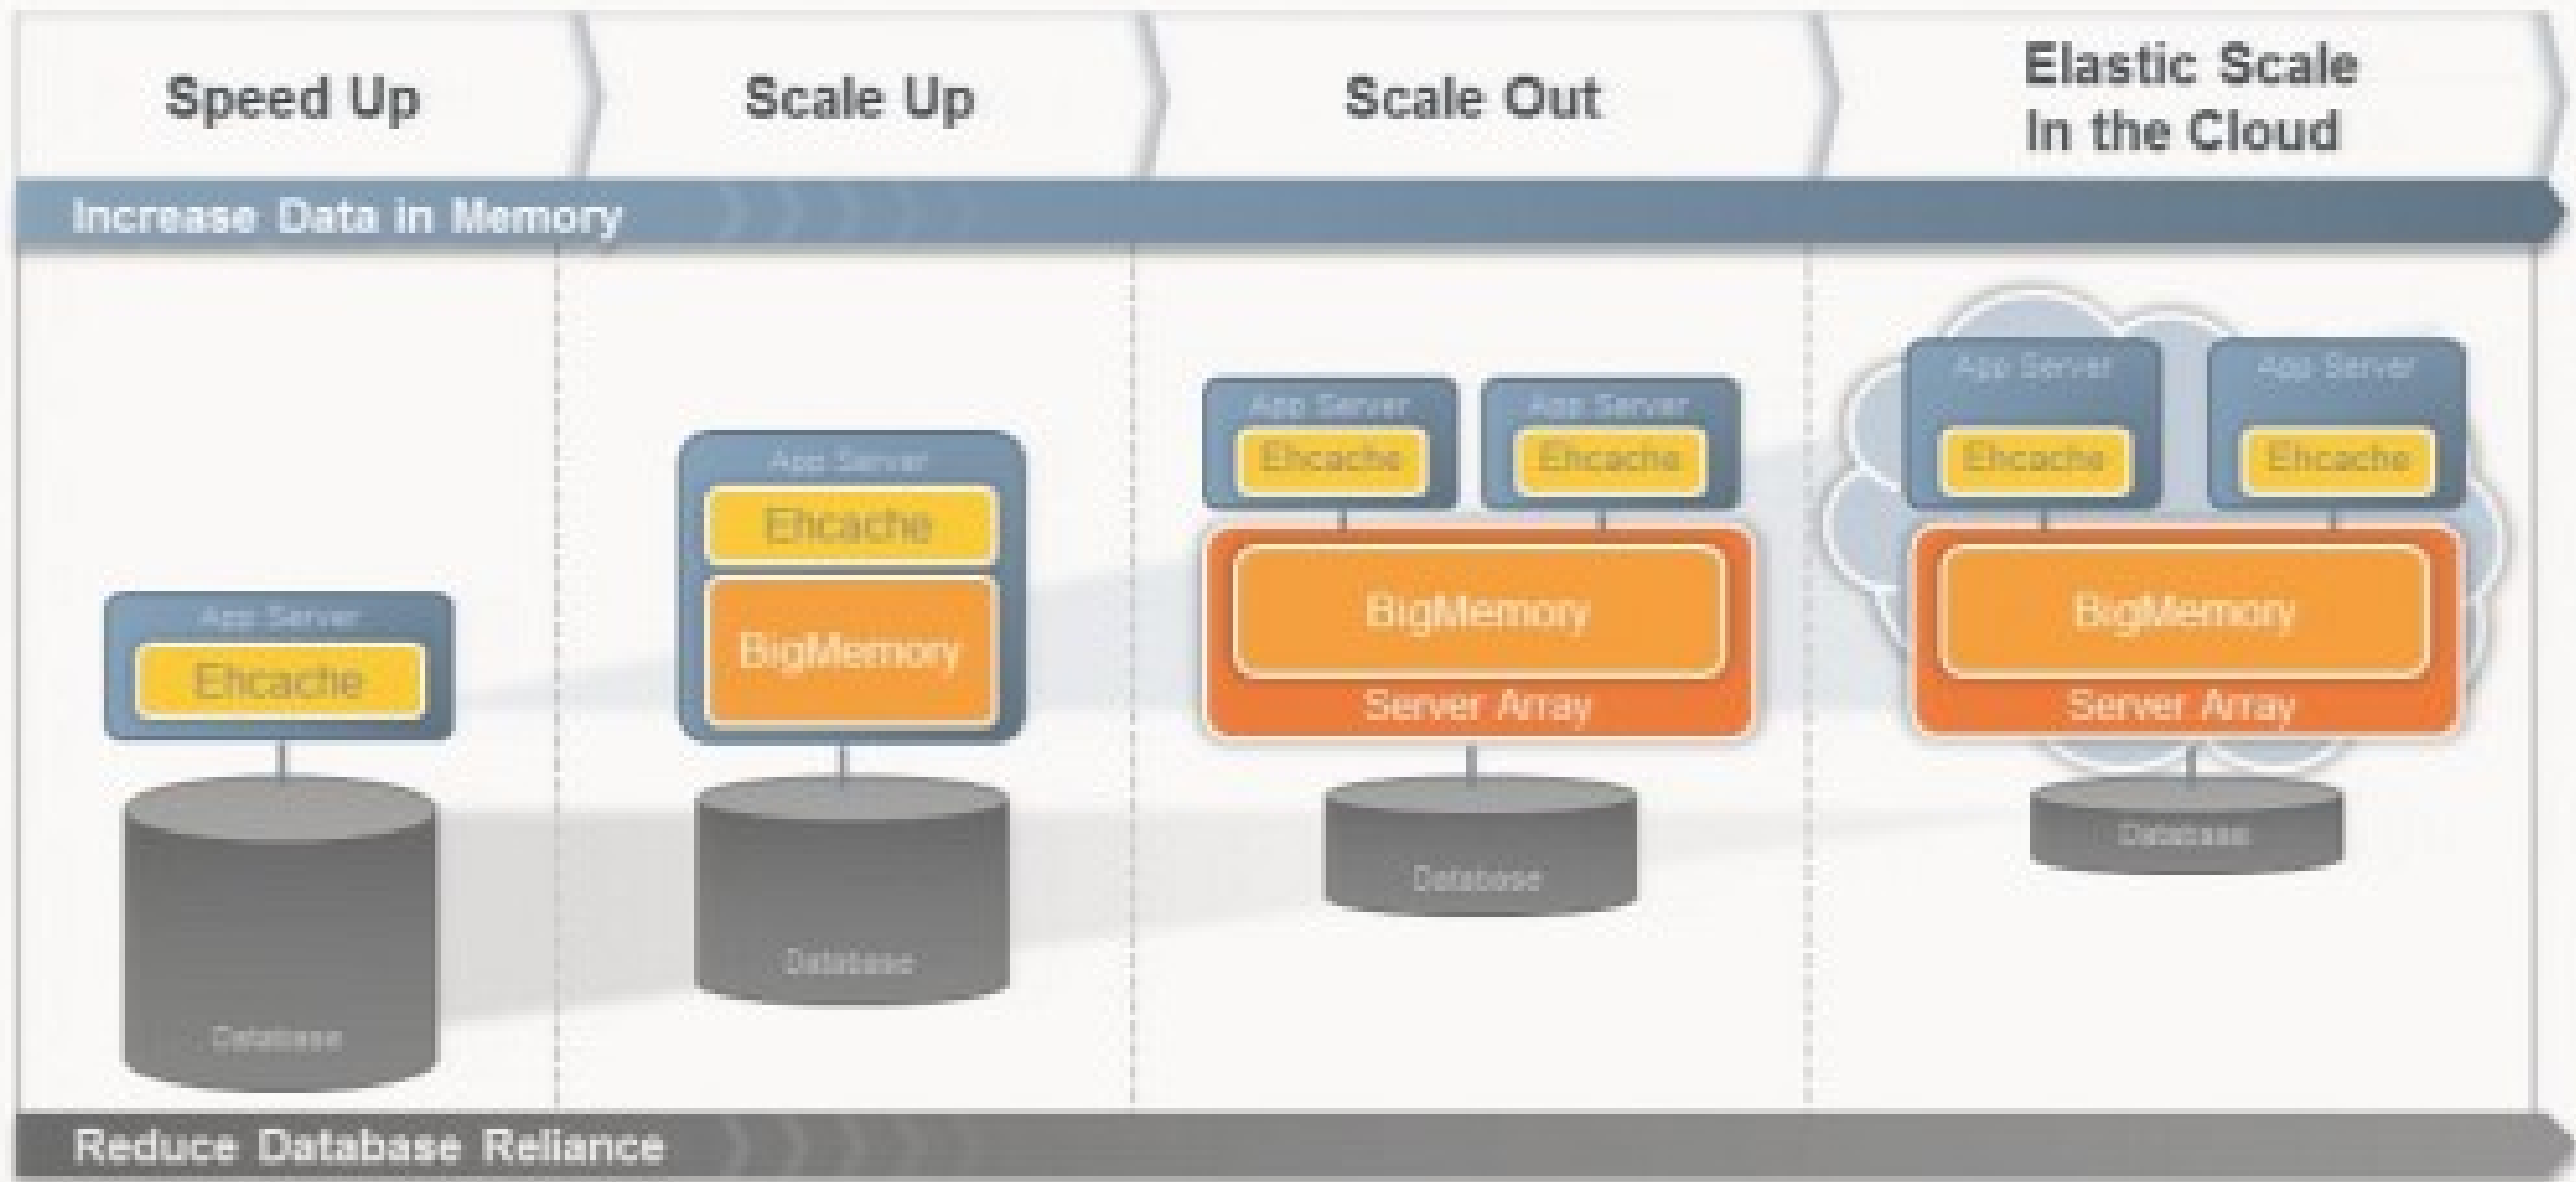 Speed Up
Scale Up
Scale Out
Elastic Scale
In the Cloud
Increase Data in Memory
App Server
Ehcache
Database
App Server
Ehcache
BigMemory
Database
App Server
Ehcache
App Server
Ehcache
BigMemory
Server Array
Database
App Server
Ehcache
App Server
Ehcache
BigMemory
Server Array
Database
Reduce Database Reliance